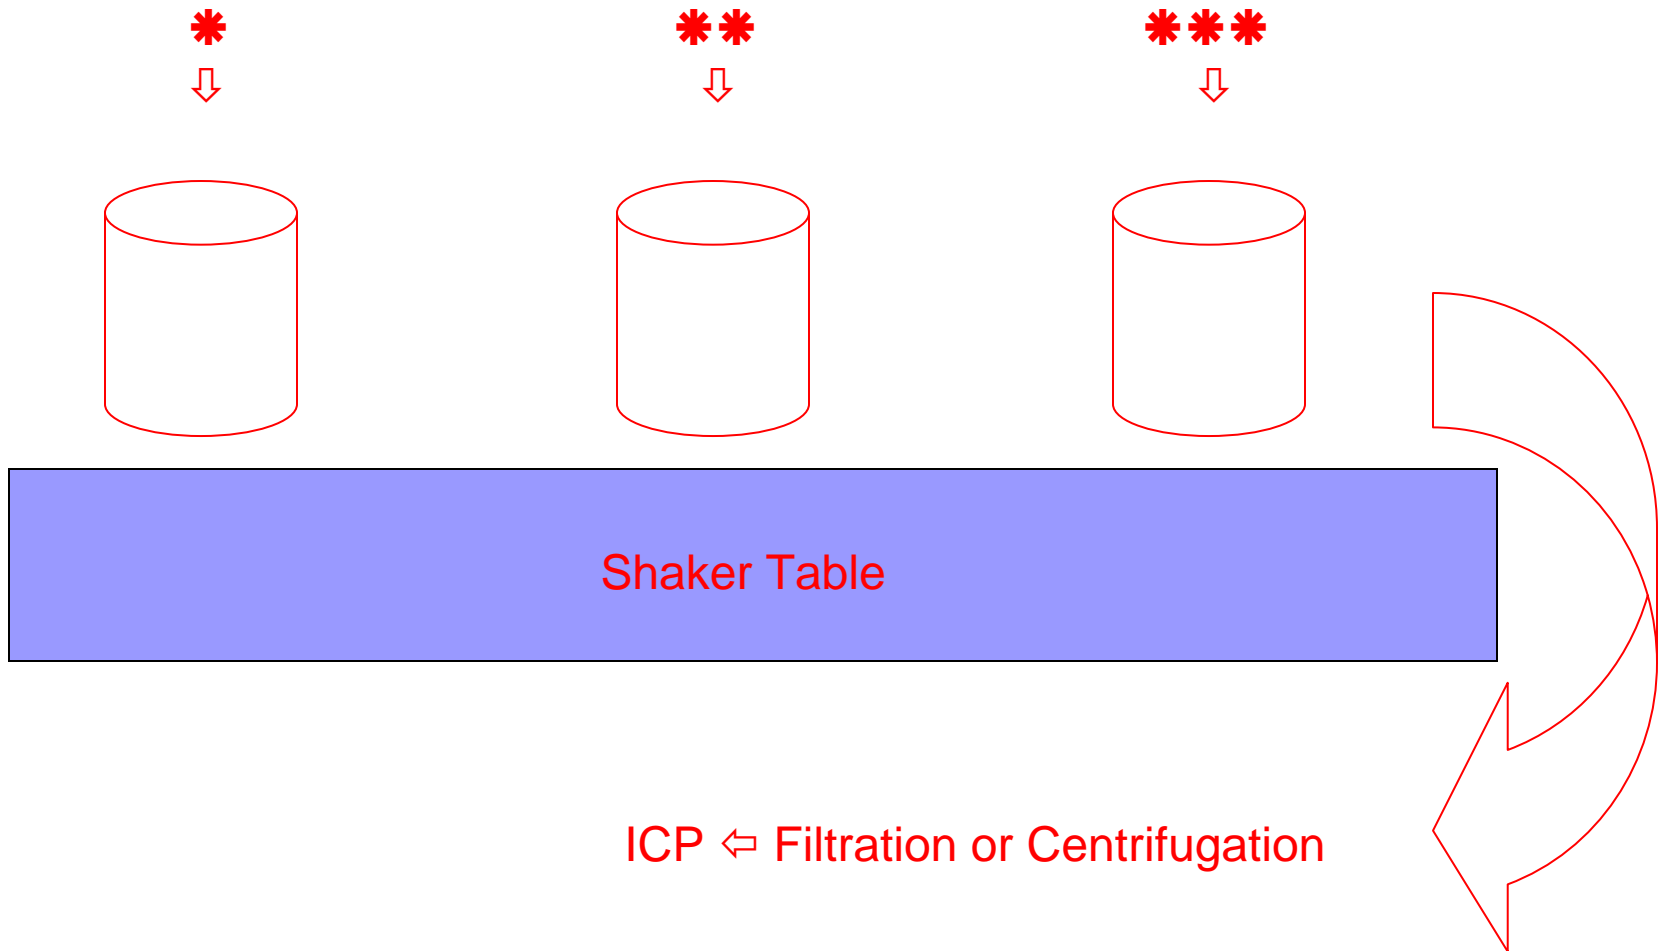 ✱ ✱✱ ✱✱✱
⇩ ⇩ ⇩
Shaker Table
ICP ⇦ Filtration or Centrifugation